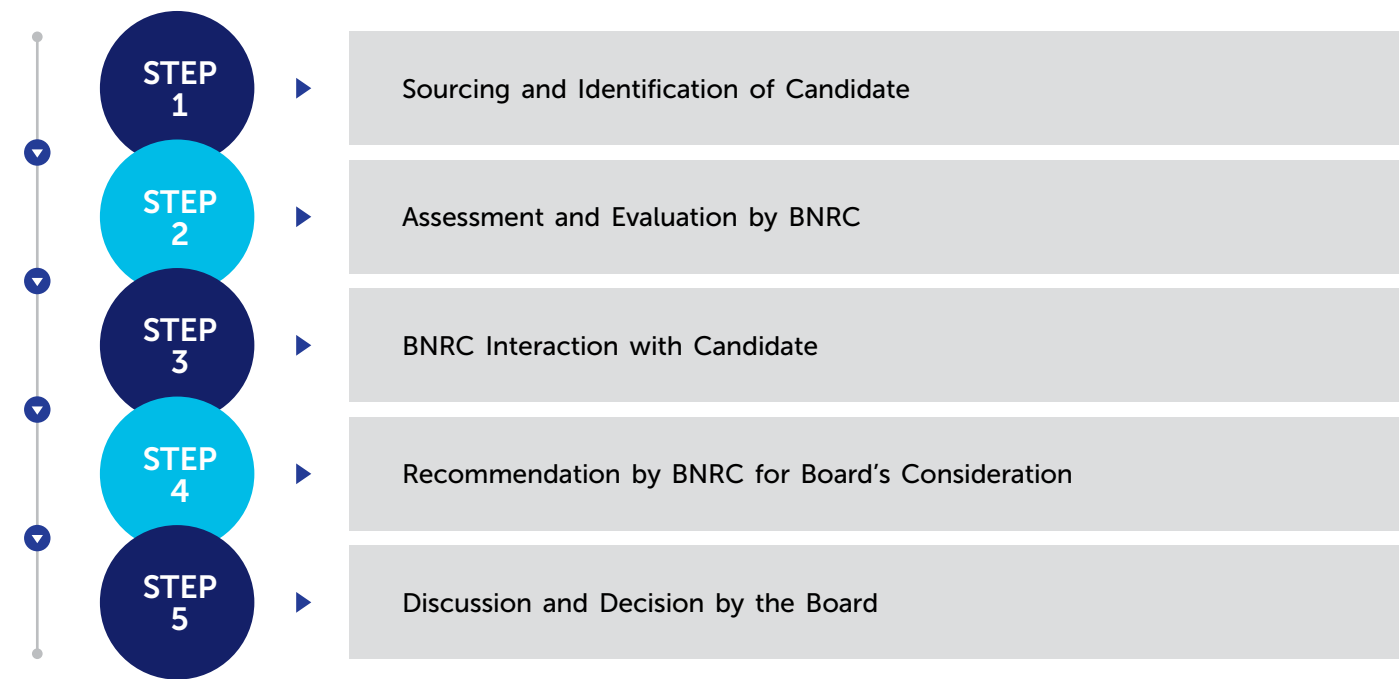 STEP
1
Sourcing and Identification of Candidate
STEP
2
Assessment and Evaluation by BNRC
STEP
3
BNRC Interaction with Candidate
STEP
4
Recommendation by BNRC for Board’s Consideration
STEP
5
Discussion and Decision by the Board